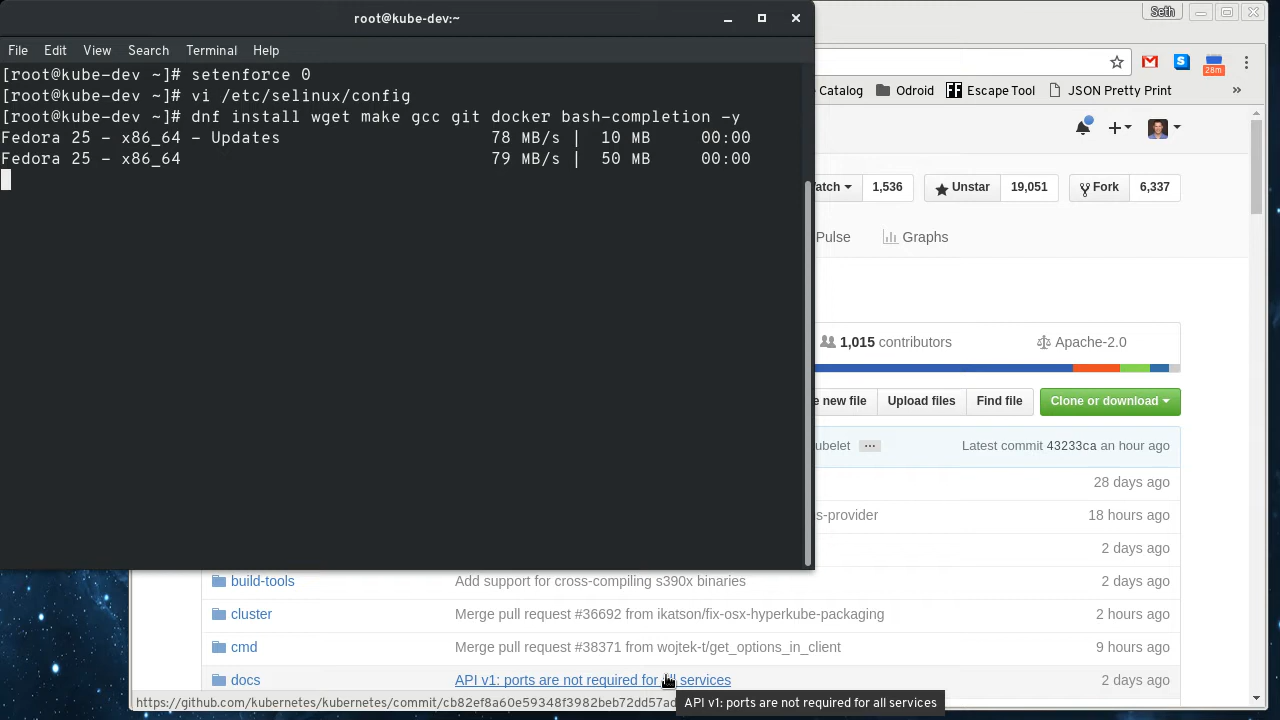 root@kube-dev:~
File Edit View Search Terminal Help
[root@kube-dev ~]# setenforce 0
[root@kube-dev ~]# vi /etc/selinux/config
[root@kube-dev ~]# dnf install wget make gcc git docker bash-completion -y
Fedora 25 - x86_64 - Updates 78 MB/s | 10 MB 00:00
Fedora 25 - x86_64 79 MB/s | 50 MB 00:00
Seth
28m
Catalog Odroid Escape Tool JSON Pretty Print »
atch 1,536 Unstar 19,051 Fork 6,337
Pulse Graphs
1,015 contributors Apache-2.0
e new file Upload files Find file Clone or download
ubelet ... Latest commit 43233ca an hour ago
28 days ago
s-provider 18 hours ago
2 days ago
build-tools Add support for cross-compiling s390x binaries 2 days ago
cluster Merge pull request #36692 from ikatson/fix-osx-hyperkube-packaging 2 hours ago
cmd Merge pull request #38371 from wojtek-t/get_options_in_client 9 hours ago
docs API v1: ports are not required for all services 2 days ago
https://github.com/kubernetes/kubernetes/commit/cb82ef8a60e59348f3982beb72dd57ad
API v1: ports are not required for all services